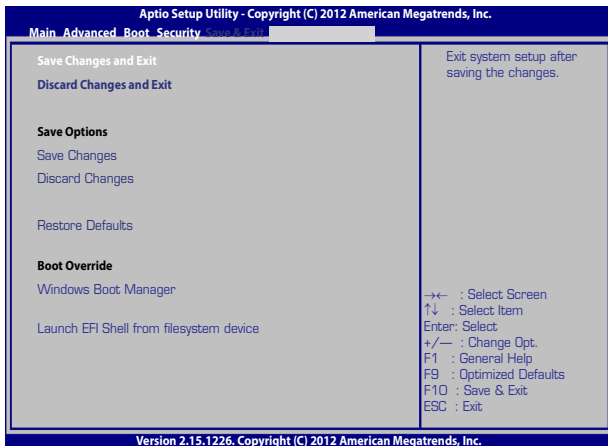 Aptio Setup Utility - Copyright (C) 2012 American Megatrends, Inc.
Main Advanced Boot Security Save & Exit
Save Changes and Exit
Discard Changes and Exit
Save Options
Save Changes
Discard Changes
Restore Defaults
Boot Override
Windows Boot Manager
Launch EFI Shell from filesystem device
Exit system setup after
saving the changes.
→← : Select Screen
↑↓ : Select Item
Enter: Select
+/— : Change Opt.
F1 : General Help
F9 : Optimized Defaults
F10 : Save & Exit
ESC : Exit
Version 2.15.1226. Copyright (C) 2012 American Megatrends, Inc.